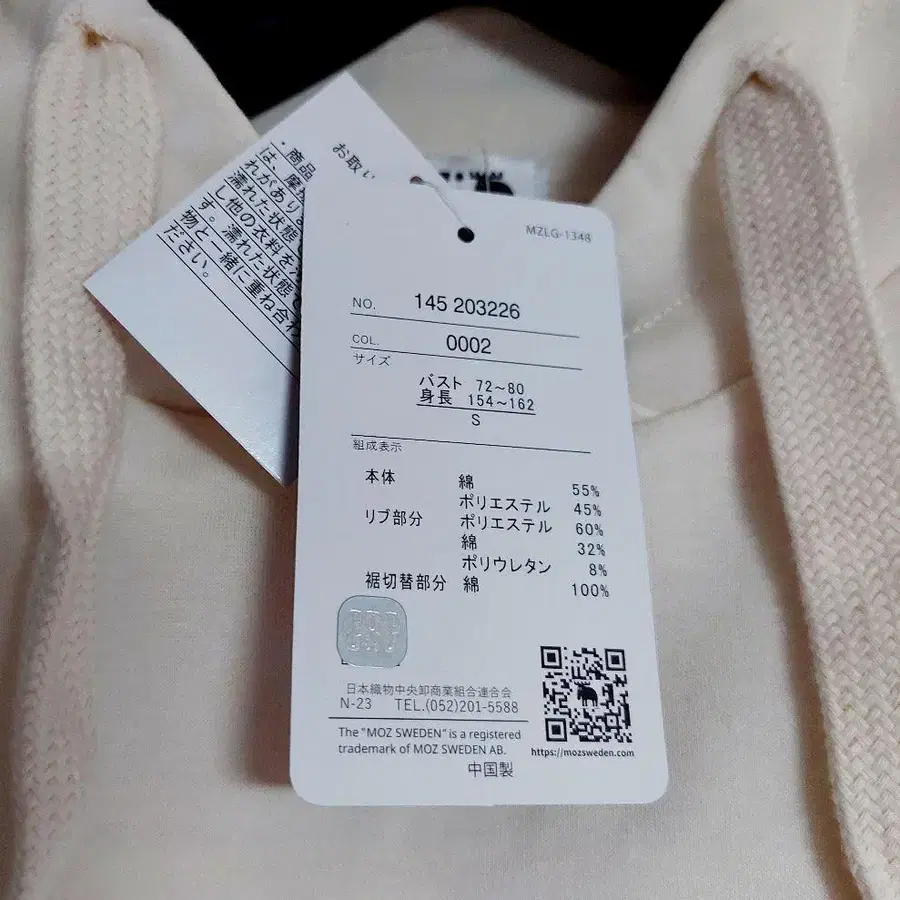 お取
・商品
は、摩
れがあり
濡れた状態
し他の衣料を
す。濡れた状態で
物と一緒に重ね合わ
ださい。
MZLG-1348
NO. 145 203226
COL. 0002
サイズ
バスト 72~80
身長 154~162
S
組成表示
本体 綿 55%
ポリエステル 45%
リブ部分 ポリエステル 60%
綿 32%
ポリウレタン 8%
裾切替部分 綿 100%
日本織物中央卸商業組合連合会
N-23 TEL.(052)201-5588
The "MOZ SWEDEN" is a registered
trademark of MOZ SWEDEN AB.
https://mozsweden.com
中国製